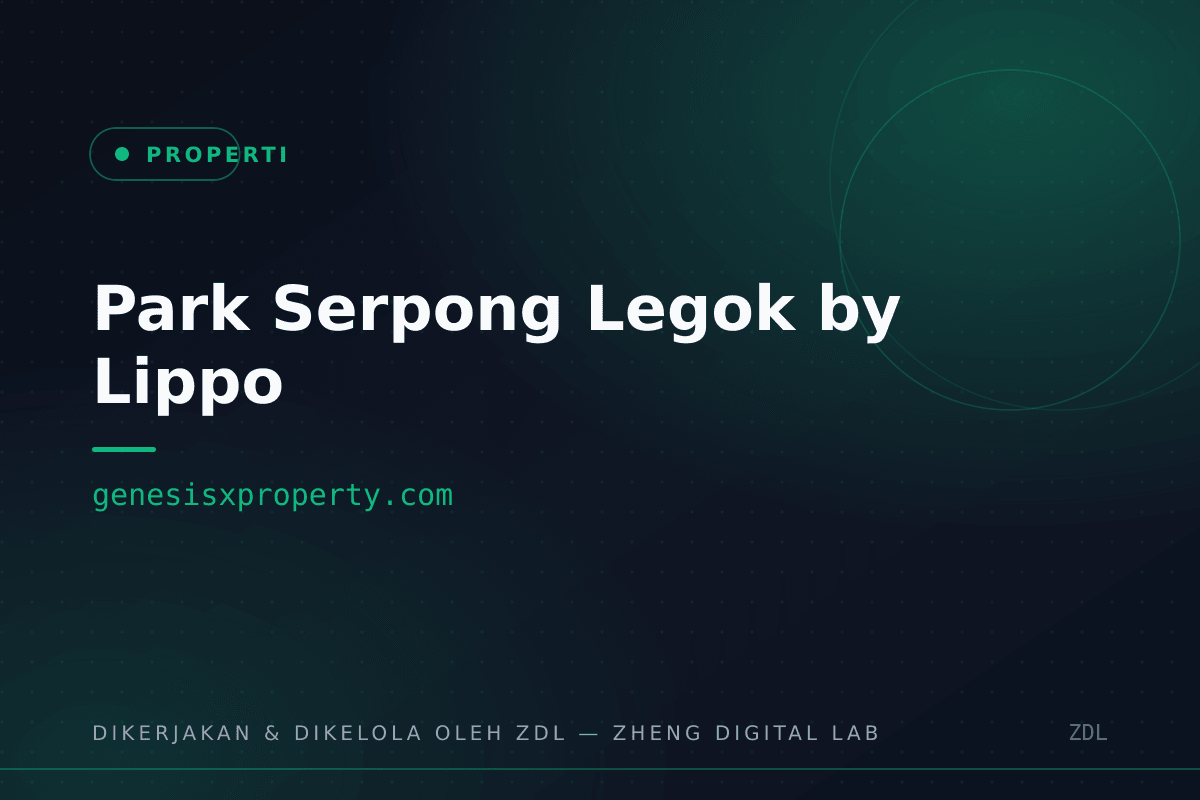 PROPERTI
Park Serpong Legok by
Lippo
genesisxproperty.com
DIKERJAKAN & DIKELOLA OLEH ZDL — ZHENG DIGITAL LAB
ZDL